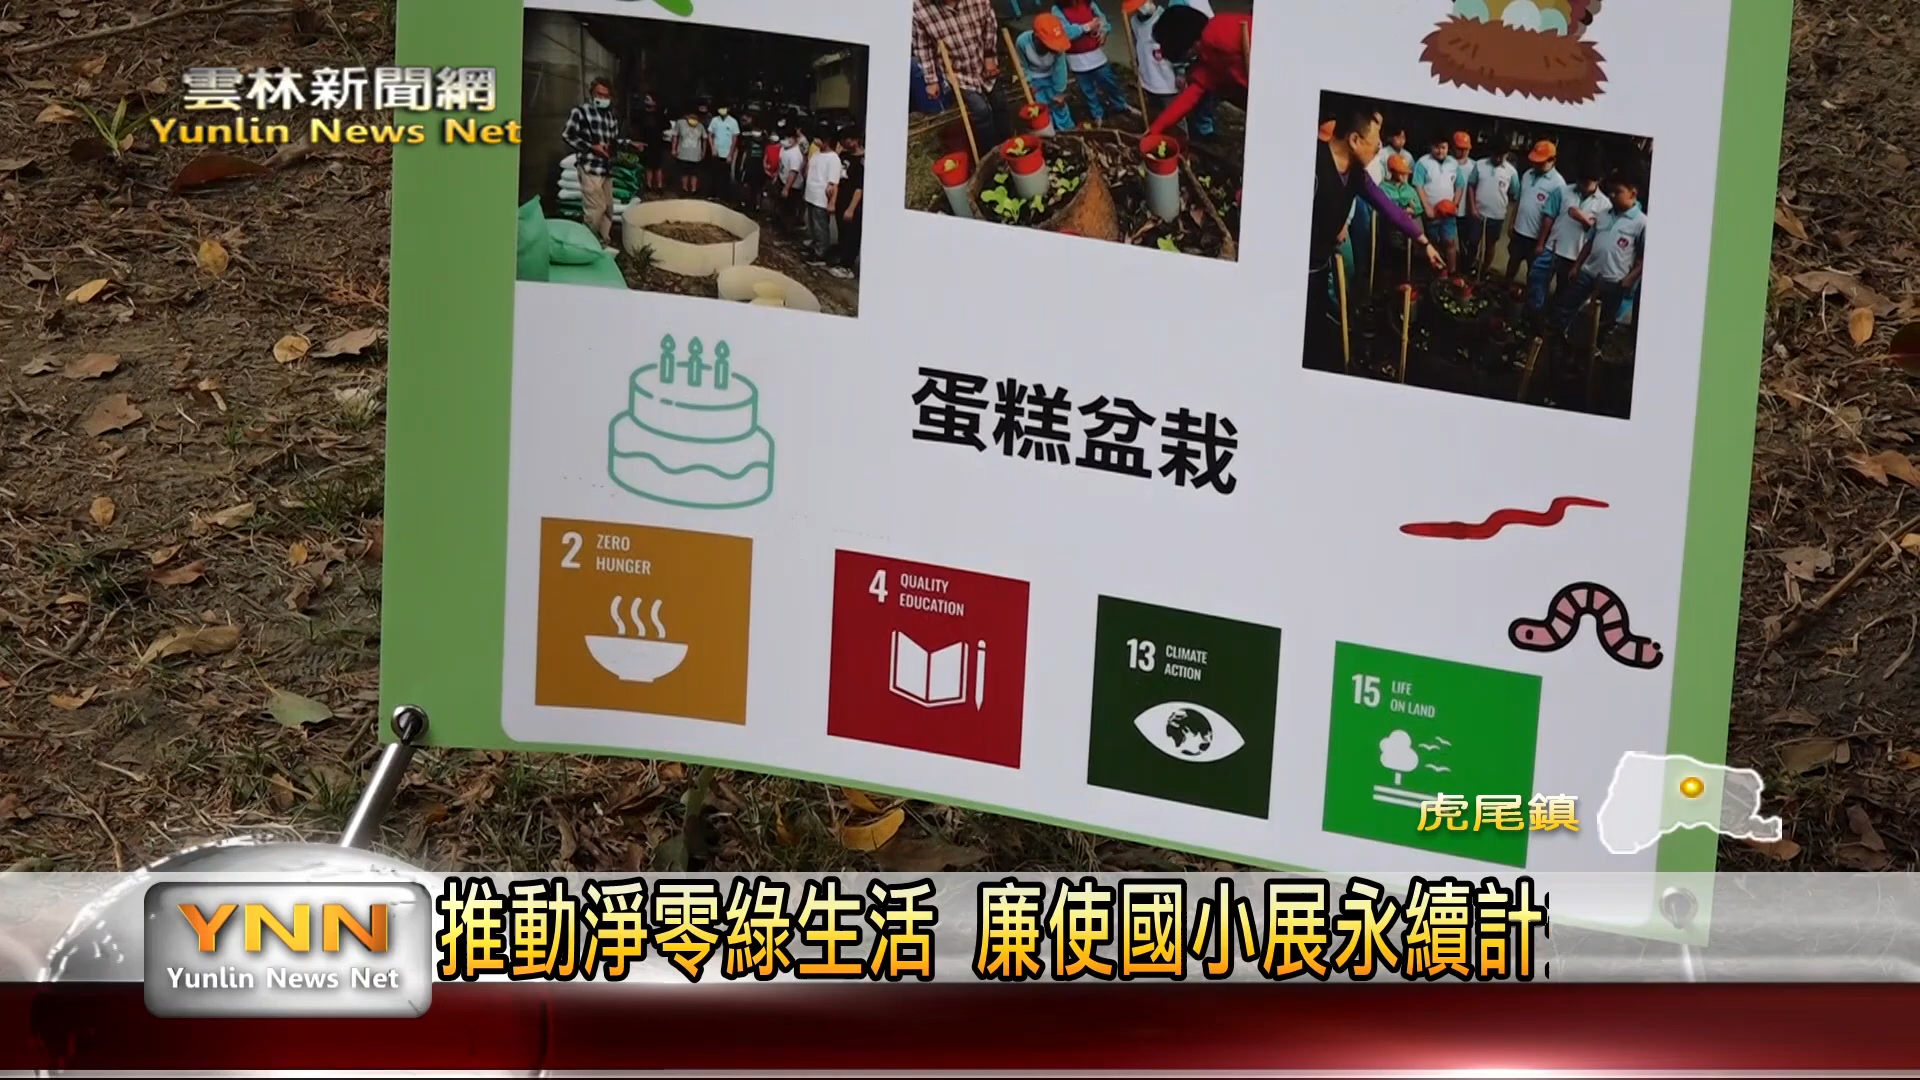 雲林新聞網
Yunlin News Net
蛋糕盆栽
2 ZERO
HUNGER
4 QUALITY
EDUCATION
13 CLIMATE
ACTION
15 LIFE
ON LAND
虎尾鎮
YNN
Yunlin News Net
推動淨零綠生活 廉使國小展永續計